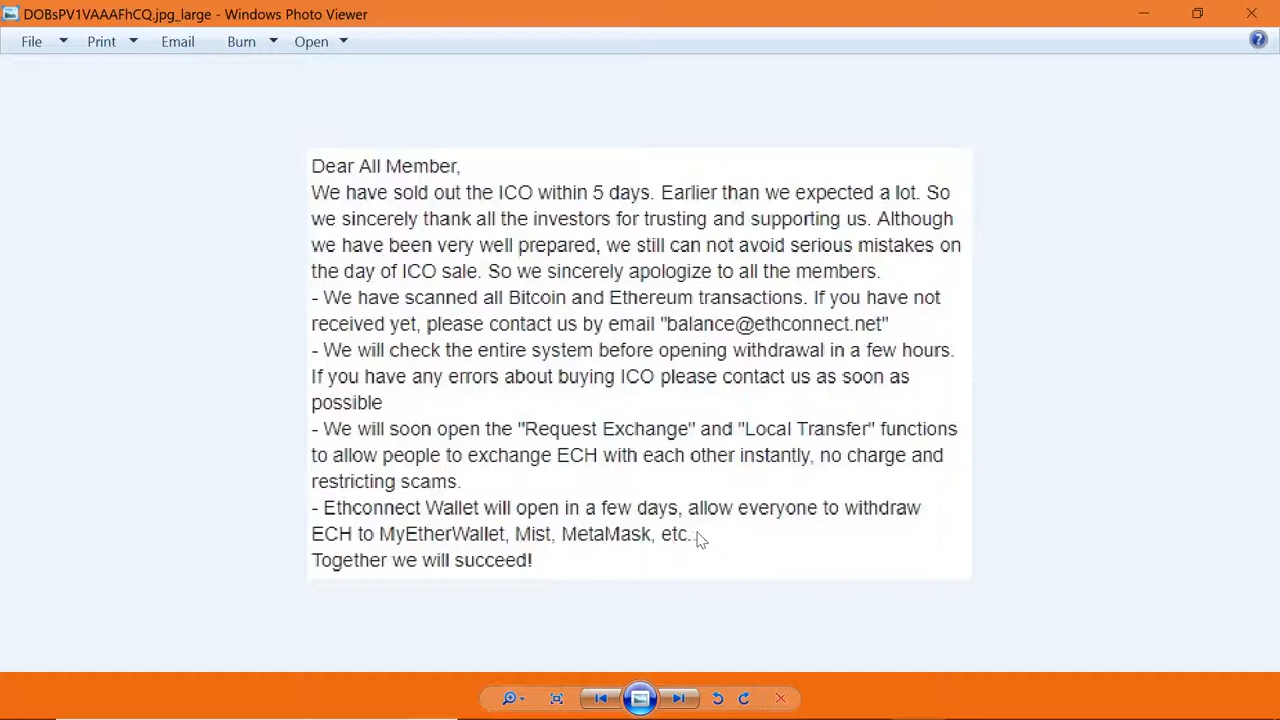 DOBsPV1VAAAFhCQ.jpg_large - Windows Photo Viewer
File Print Email Burn Open
Dear All Member,
We have sold out the ICO within 5 days. Earlier than we expected a lot. So
we sincerely thank all the investors for trusting and supporting us. Although
we have been very well prepared, we still can not avoid serious mistakes on
the day of ICO sale. So we sincerely apologize to all the members.
- We have scanned all Bitcoin and Ethereum transactions. If you have not
received yet, please contact us by email "balance@ethconnect.net"
- We will check the entire system before opening withdrawal in a few hours.
If you have any errors about buying ICO please contact us as soon as
possible
- We will soon open the "Request Exchange" and "Local Transfer" functions
to allow people to exchange ECH with each other instantly, no charge and
restricting scams.
- Ethconnect Wallet will open in a few days, allow everyone to withdraw
ECH to MyEtherWallet, Mist, MetaMask, etc..
Together we will succeed!